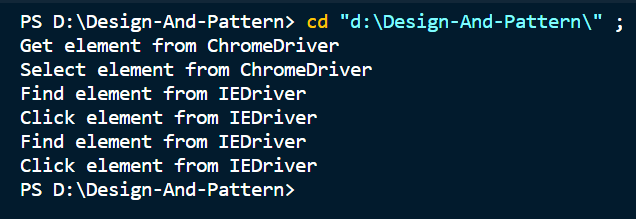 PS D:\Design-And-Pattern> cd "d:\Design-And-Pattern\" ;
Get element from ChromeDriver
Select element from ChromeDriver
Find element from IEDriver
Click element from IEDriver
Find element from IEDriver
Click element from IEDriver
PS D:\Design-And-Pattern>